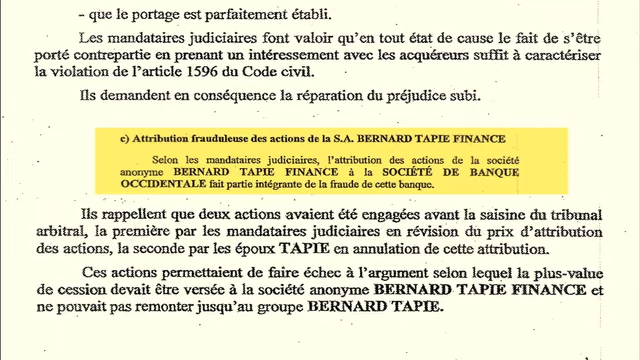 - que le portage est parfaitement établi.
Les mandataires judiciaires font valoir qu'en tout état de cause le fait de s'être
porté contrepartie en prenant un intéressement avec les acquéreurs suffit à caractériser
la violation de l'article 1596 du Code civil.
Ils demandent en conséquence la réparation du préjudice subi.
c) Attribution frauduleuse des actions de la S.A. BERNARD TAPIE FINANCE
Selon les mandataires judiciaires, l'attribution des actions de la société
anonyme BERNARD TAPIE FINANCE à la SOCIÉTÉ DE BANQUE
OCCIDENTALE fait partie intégrante de la fraude de cette banque.
Ils rappellent que deux actions avaient été engagées avant la saisine du tribunal
arbitral, la première par les mandataires judiciaires en révision du prix d'attribution
des actions, la seconde par les époux TAPIE en annulation de cette attribution.
Ces actions permettaient de faire échec à l'argument selon lequel la plus-value
de cession devait être versée à la société anonyme BERNARD TAPIE FINANCE et
ne pouvait pas remonter jusqu'au groupe BERNARD TAPIE.